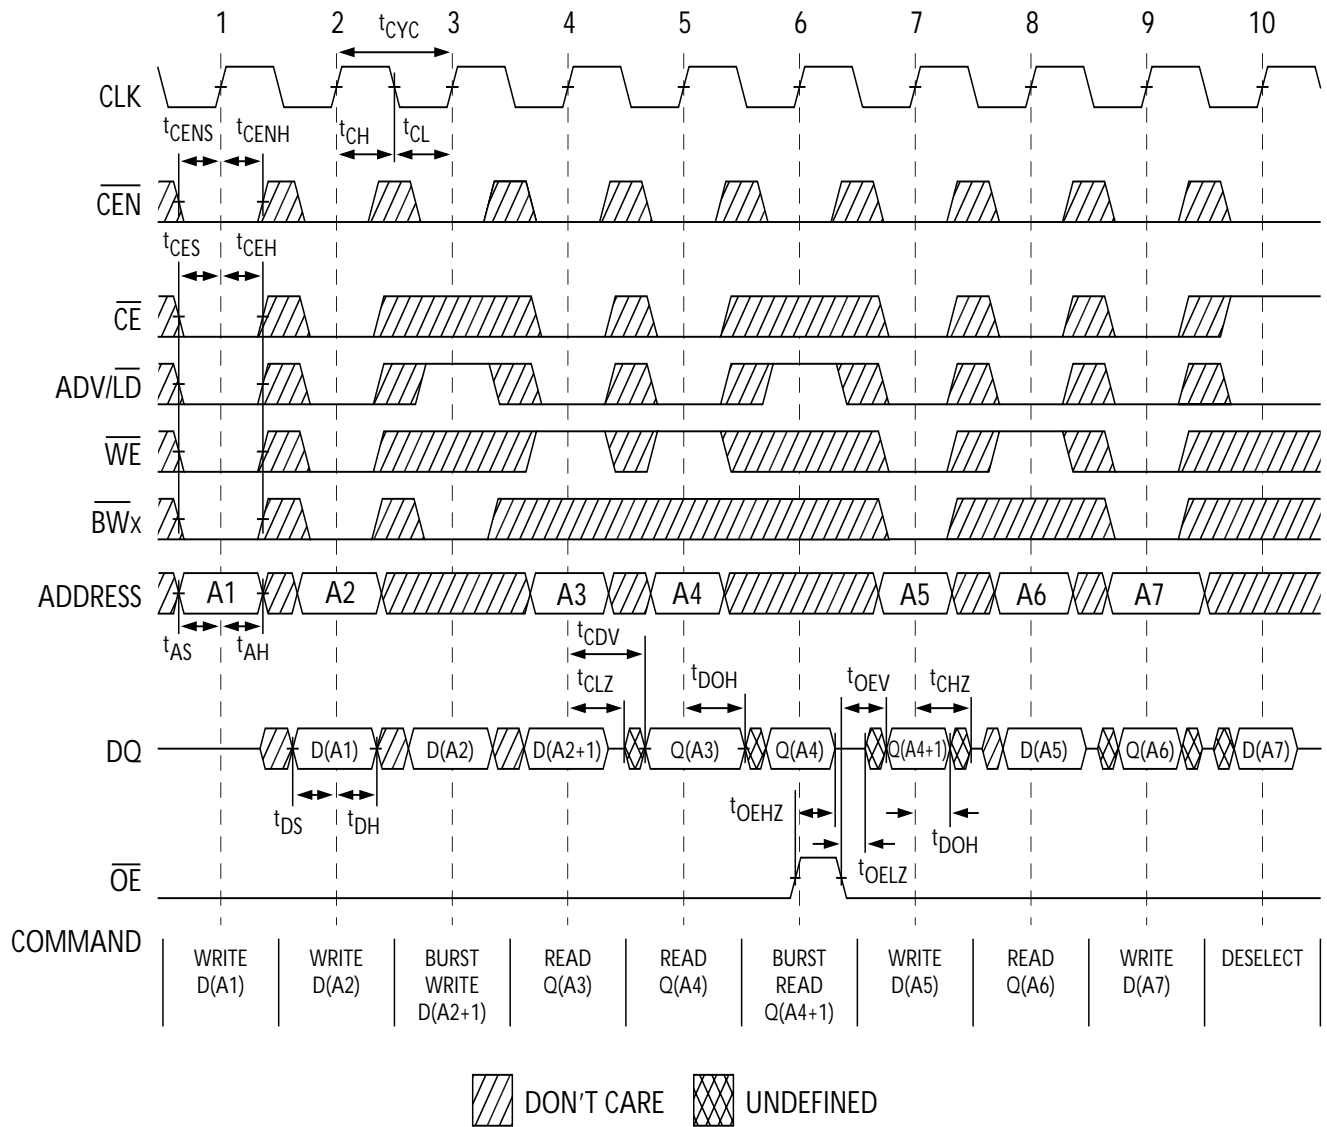 1 2 3 4 5 6 7 8 9 10
tCYC
CLK
tCENS tCENH tCH tCL
CEN
tCES tCEH
CE
ADV/LD
WE
BWx
ADDRESS A1 A2 A3 A4 A5 A6 A7
tAS tAH tCDV
tCLZ tDOH tOEV tCHZ
DQ D(A1) D(A2) D(A2+1) Q(A3) Q(A4) Q(A4+1) D(A5) Q(A6) D(A7)
tDS tDH tOEHZ tDOH
tOELZ
OE
COMMAND
WRITE WRITE BURST READ READ BURST WRITE READ WRITE DESELECT
D(A1) D(A2) WRITE Q(A3) Q(A4) READ D(A5) Q(A6) D(A7)
D(A2+1) Q(A4+1)
DON'T CARE UNDEFINED